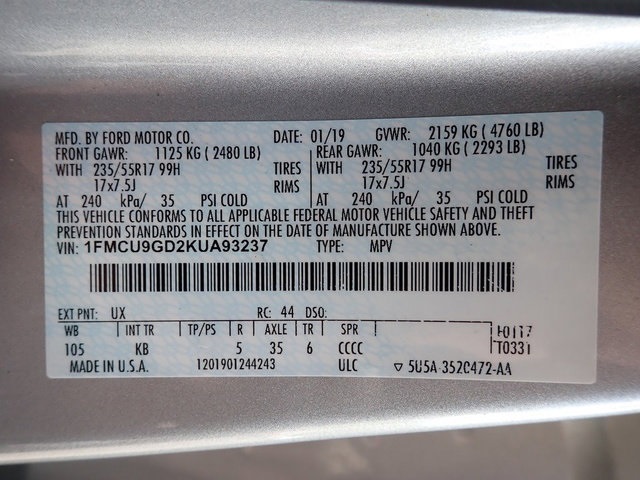 MFD. BY FORD MOTOR CO. DATE: 01/19 GVWR: 2159 KG ( 4760 LB)
FRONT GAWR: 1125 KG ( 2480 LB) REAR GAWR: 1040 KG ( 2293 LB)
WITH 235/55R17 99H TIRES WITH 235/55R17 99H TIRES
17x7.5J RIMS 17x7.5J RIMS
AT 240 kPa/ 35 PSI COLD AT 240 kPa/ 35 PSI COLD
THIS VEHICLE CONFORMS TO ALL APPLICABLE FEDERAL MOTOR VEHICLE SAFETY AND THEFT
PREVENTION STANDARDS IN EFFECT ON THE DATE OF MANUFACTURE SHOWN ABOVE.
VIN: 1FMCU9GD2KUA93237 TYPE: MPV
EXT PNT: UX RC: 44 DSO:
WB INT TR TP/PS R AXLE TR SPR
105 KB 5 35 6 CCCC
T0331
MADE IN U.S.A. 1201901244243 ULC ▽ 5U5A-3520472-AA